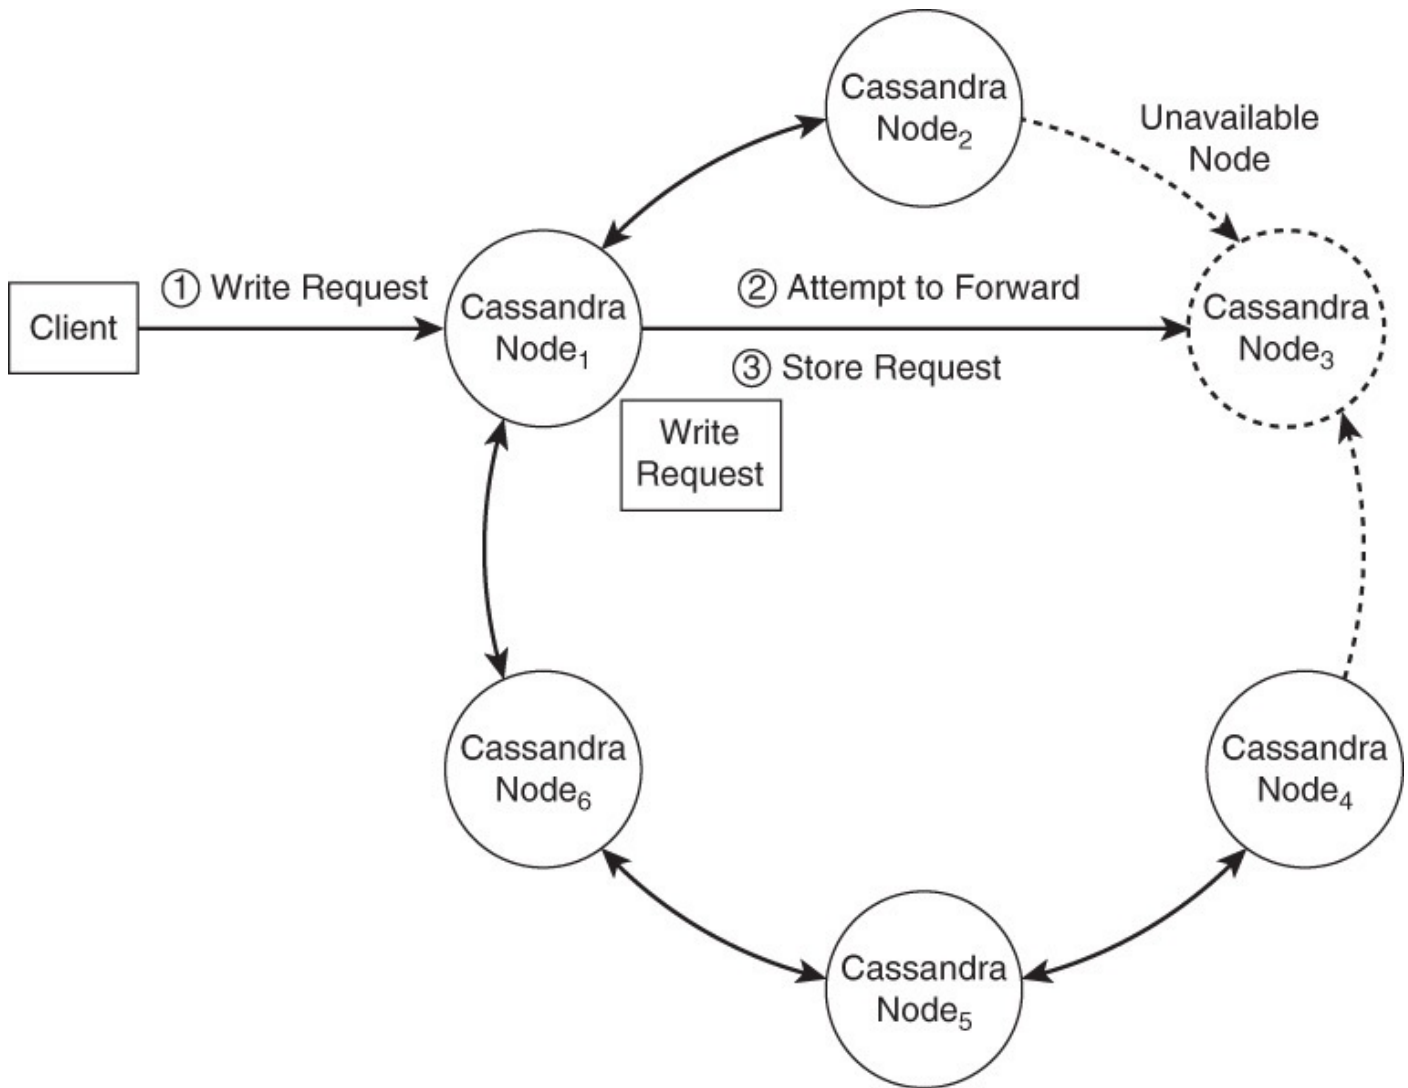 Cassandra
Node₂
Unavailable
Node
① Write Request
② Attempt to Forward
Client
Cassandra
Node₁
Cassandra
Node₃
③ Store Request
Write
Request
Cassandra
Node₆
Cassandra
Node₄
Cassandra
Node₅